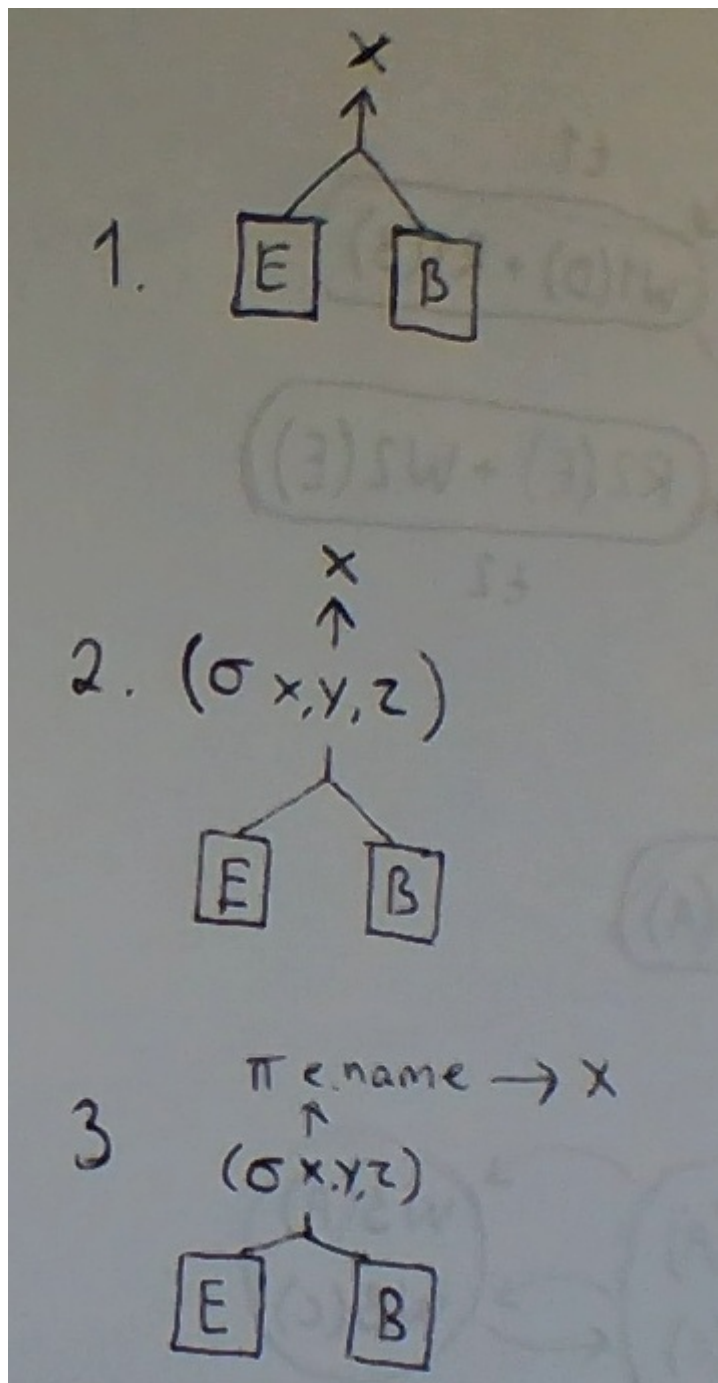 x
1. E B
x
2. (σ x,y,z)
E B
π e.name → x
3 (σ x,y,z)
E B